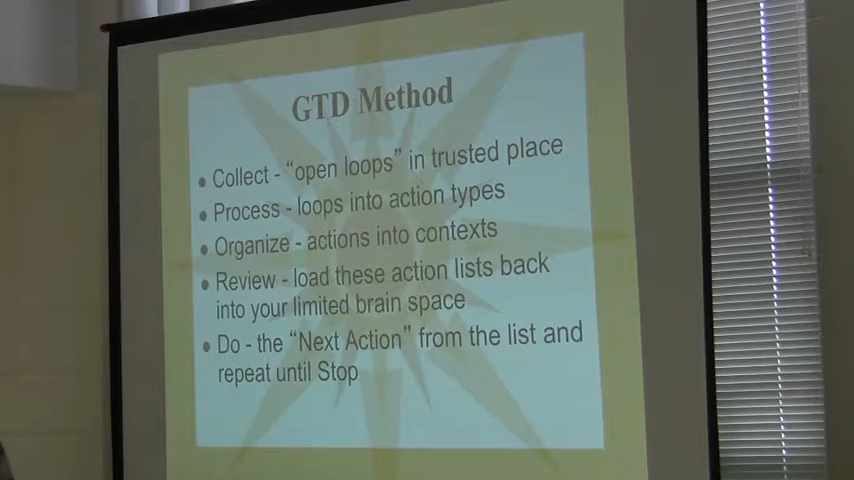 GTD Method
• Collect - “open loops” in trusted place
• Process - loops into action types
• Organize - actions into contexts
• Review - load these action lists back
into your limited brain space
• Do - the “Next Action” from the list and
repeat until Stop